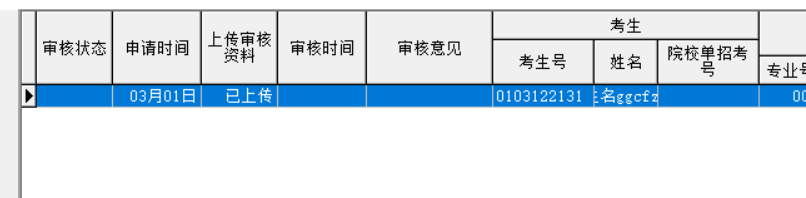 考生
审核状态 申请时间 上传审核资料 审核时间 审核意见 考生号 姓名 院校单招考号 专业号
03月01日 已上传 0103122131 名ggcfz 00